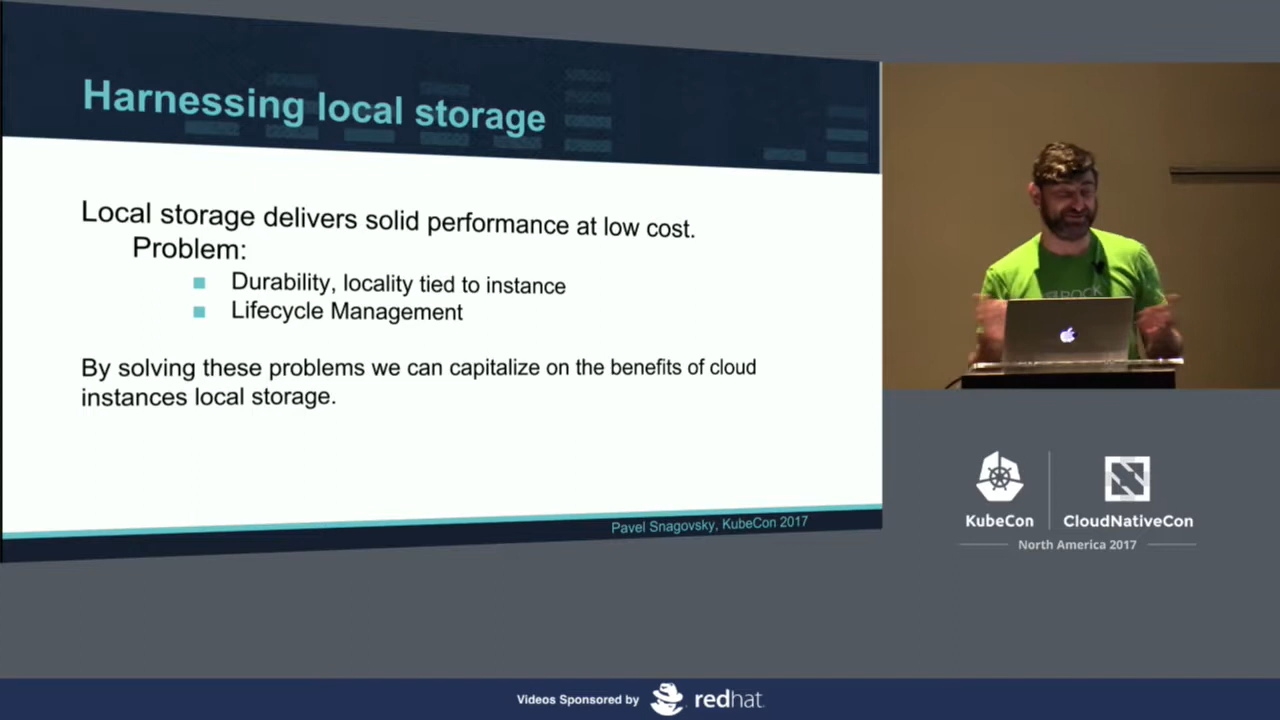 Harnessing local storage
Local storage delivers solid performance at low cost.
Problem:
Durability, locality tied to instance
Lifecycle Management
By solving these problems we can capitalize on the benefits of cloud
instances local storage.
Pavel Snagovsky, KubeCon 2017
KubeCon
CloudNativeCon
North America 2017
Videos Sponsored by
redhat